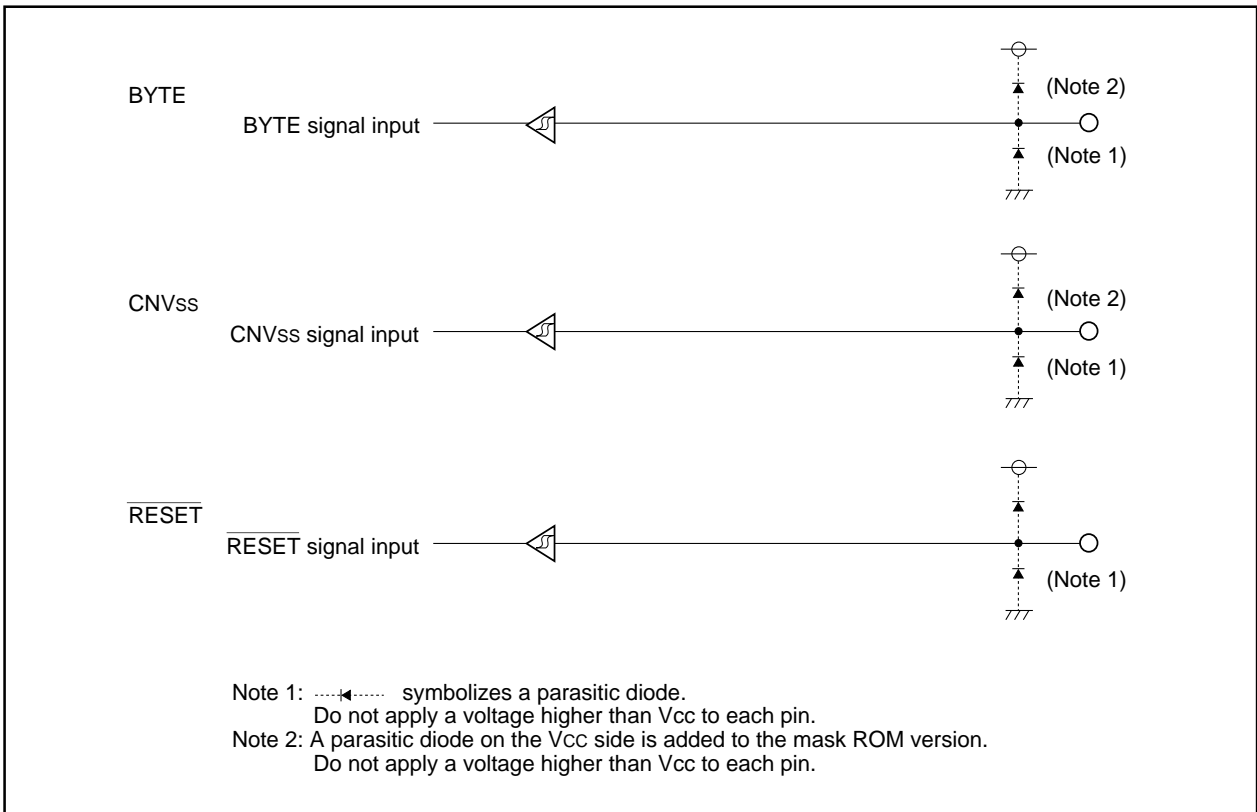 (Note 2)
BYTE
BYTE signal input
(Note 1)
(Note 2)
CNVss
CNVss signal input
(Note 1)
RESET
RESET signal input
(Note 1)
Note 1: symbolizes a parasitic diode.
Do not apply a voltage higher than Vcc to each pin.
Note 2: A parasitic diode on the VCC side is added to the mask ROM version.
Do not apply a voltage higher than Vcc to each pin.